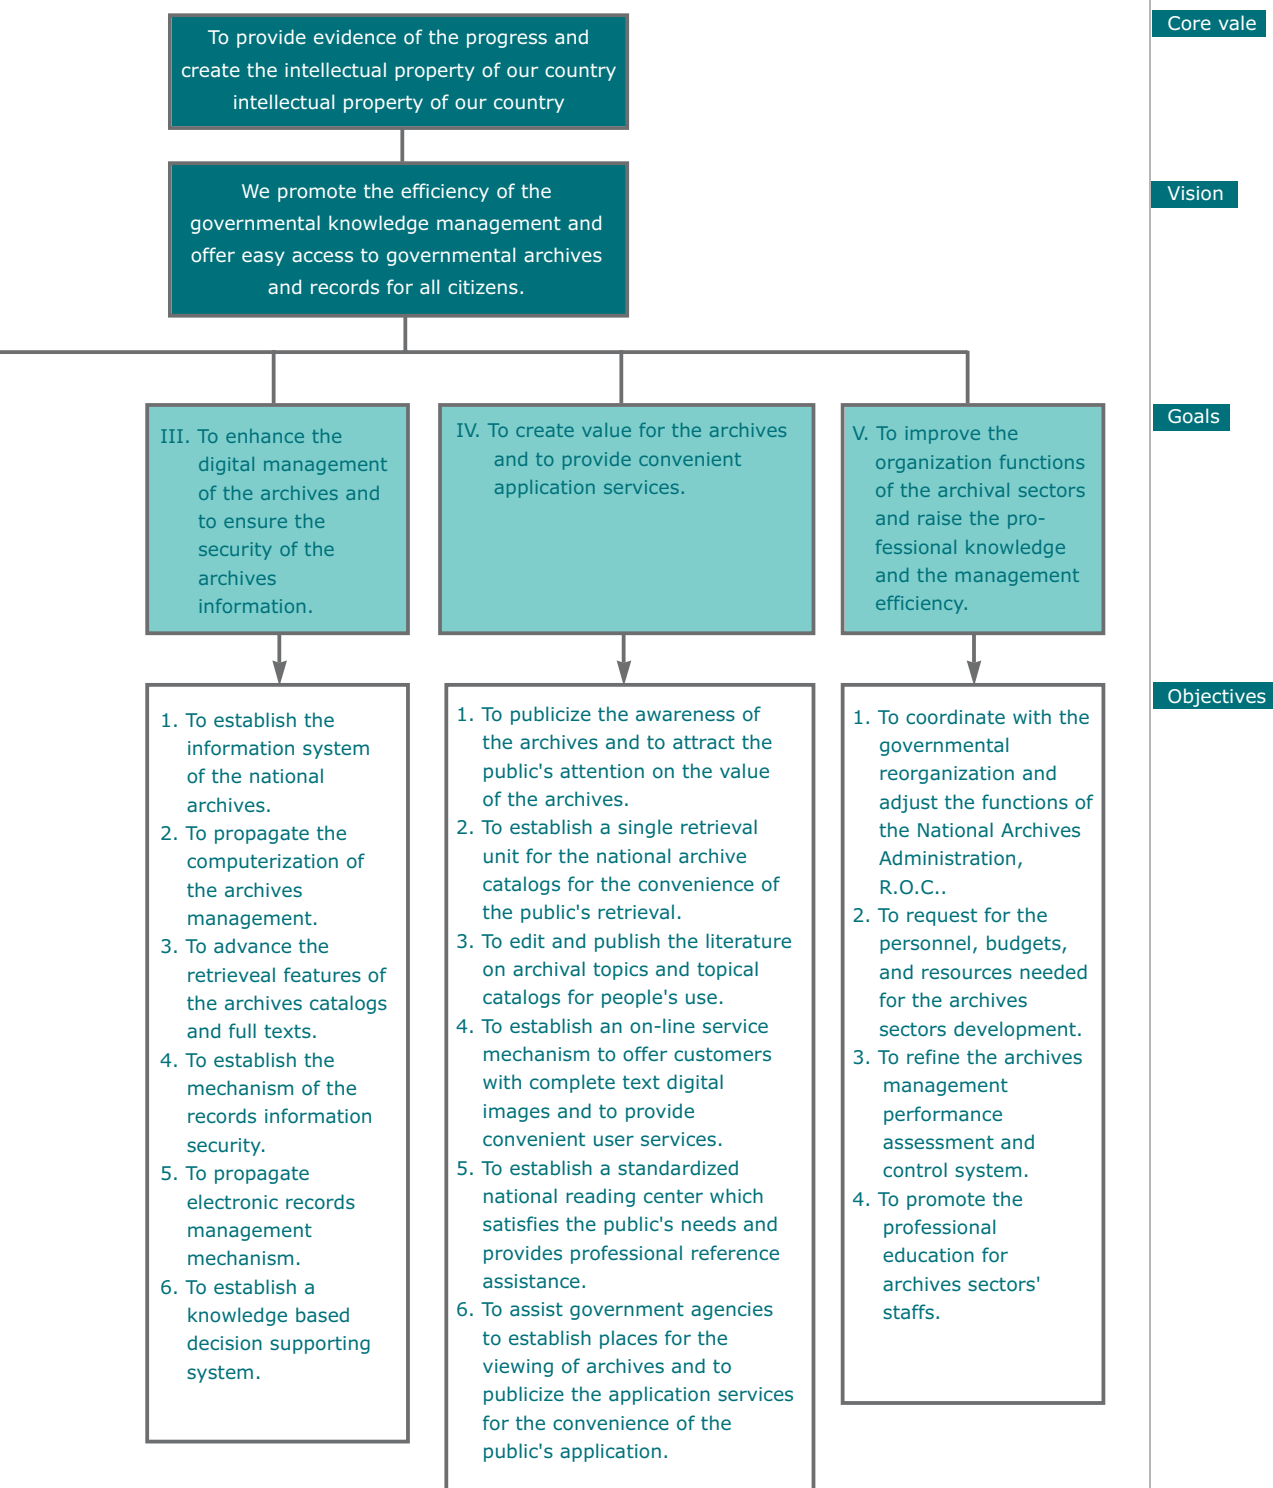 Core vale
To provide evidence of the progress and
create the intellectual property of our country
intellectual property of our country
Vision
We promote the efficiency of the
governmental knowledge management and
offer easy access to governmental archives
and records for all citizens.
Goals
III. To enhance the
digital management
of the archives and
to ensure the
security of the
archives
information.
IV. To create value for the archives
and to provide convenient
application services.
V. To improve the
organization functions
of the archival sectors
and raise the pro-
fessional knowledge
and the management
efficiency.
Objectives
1. To establish the
information system
of the national
archives.
2. To propagate the
computerization of
the archives
management.
3. To advance the
retrieveal features of
the archives catalogs
and full texts.
4. To establish the
mechanism of the
records information
security.
5. To propagate
electronic records
management
mechanism.
6. To establish a
knowledge based
decision supporting
system.
1. To publicize the awareness of
the archives and to attract the
public's attention on the value
of the archives.
2. To establish a single retrieval
unit for the national archive
catalogs for the convenience of
the public's retrieval.
3. To edit and publish the literature
on archival topics and topical
catalogs for people's use.
4. To establish an on-line service
mechanism to offer customers
with complete text digital
images and to provide
convenient user services.
5. To establish a standardized
national reading center which
satisfies the public's needs and
provides professional reference
assistance.
6. To assist government agencies
to establish places for the
viewing of archives and to
publicize the application services
for the convenience of the
public's application.
1. To coordinate with the
governmental
reorganization and
adjust the functions of
the National Archives
Administration,
R.O.C..
2. To request for the
personnel, budgets,
and resources needed
for the archives
sectors development.
3. To refine the archives
management
performance
assessment and
control system.
4. To promote the
professional
education for
archives sectors'
staffs.